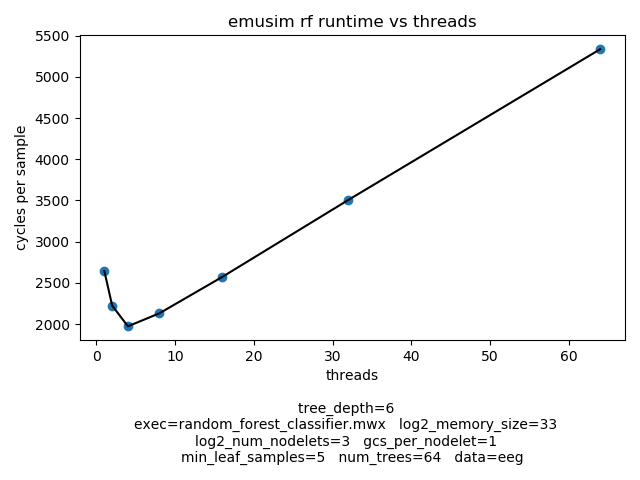 emusim rf runtime vs threads
5500
5000
4500
4000
3500
3000
2500
2000
cycles per sample
0 10 20 30 40 50 60
threads
tree_depth=6
exec=random_forest_classifier.mwx log2_memory_size=33
log2_num_nodelets=3 gcs_per_nodelet=1
min_leaf_samples=5 num_trees=64 data=eeg